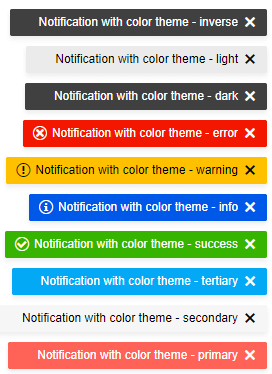 Notification with color theme - inverse
Notification with color theme - light
Notification with color theme - dark
Notification with color theme - error
Notification with color theme - warning
Notification with color theme - info
Notification with color theme - success
Notification with color theme - tertiary
Notification with color theme - secondary
Notification with color theme - primary